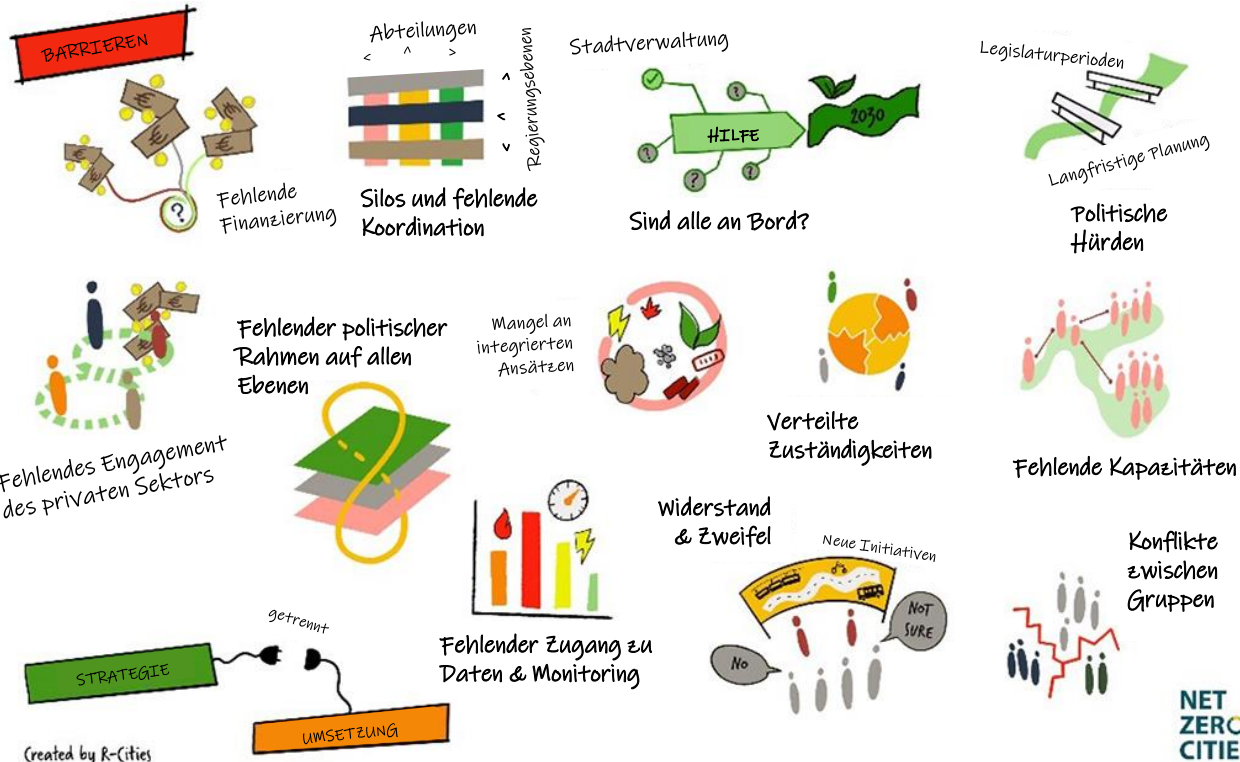 BARRIEREN
Fehlende
Finanzierung
Abteilungen
Regierungsebenen
Silos und fehlende
Koordination
Stadtverwaltung
HILFE
2030
Sind alle an Bord?
Legislaturperioden
Langfristige Planung
Politische
Hürden
Fehlendes Engagement
des privaten Sektors
Fehlender politischer
Rahmen auf allen
Ebenen
Mangel an
integrierten
Ansätzen
Verteilte
Zuständigkeiten
Fehlende Kapazitäten
STRATEGIE
getrennt
UMSETZUNG
Fehlender Zugang zu
Daten & Monitoring
Widerstand
& Zweifel
Neue Initiativen
NO
NOT
SURE
Konflikte
zwischen
Gruppen
Created by R-Cities
NET
ZERO
CITIE